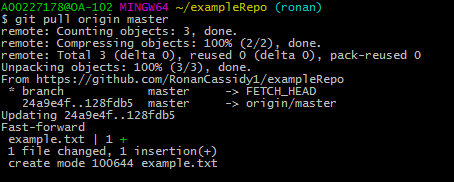 A00227178@OA-102 MINGW64 ~/exampleRepo (ronan)
$ git pull origin master
remote: Counting objects: 3, done.
remote: Compressing objects: 100% (2/2), done.
remote: Total 3 (delta 0), reused 0 (delta 0), pack-reused 0
Unpacking objects: 100% (3/3), done.
From https://github.com/RonanCassidy1/exampleRepo
 * branch            master     -> FETCH_HEAD
   24a9e4f..128fdb5  master     -> origin/master
Updating 24a9e4f..128fdb5
Fast-forward
 example.txt | 1 +
 1 file changed, 1 insertion(+)
 create mode 100644 example.txt